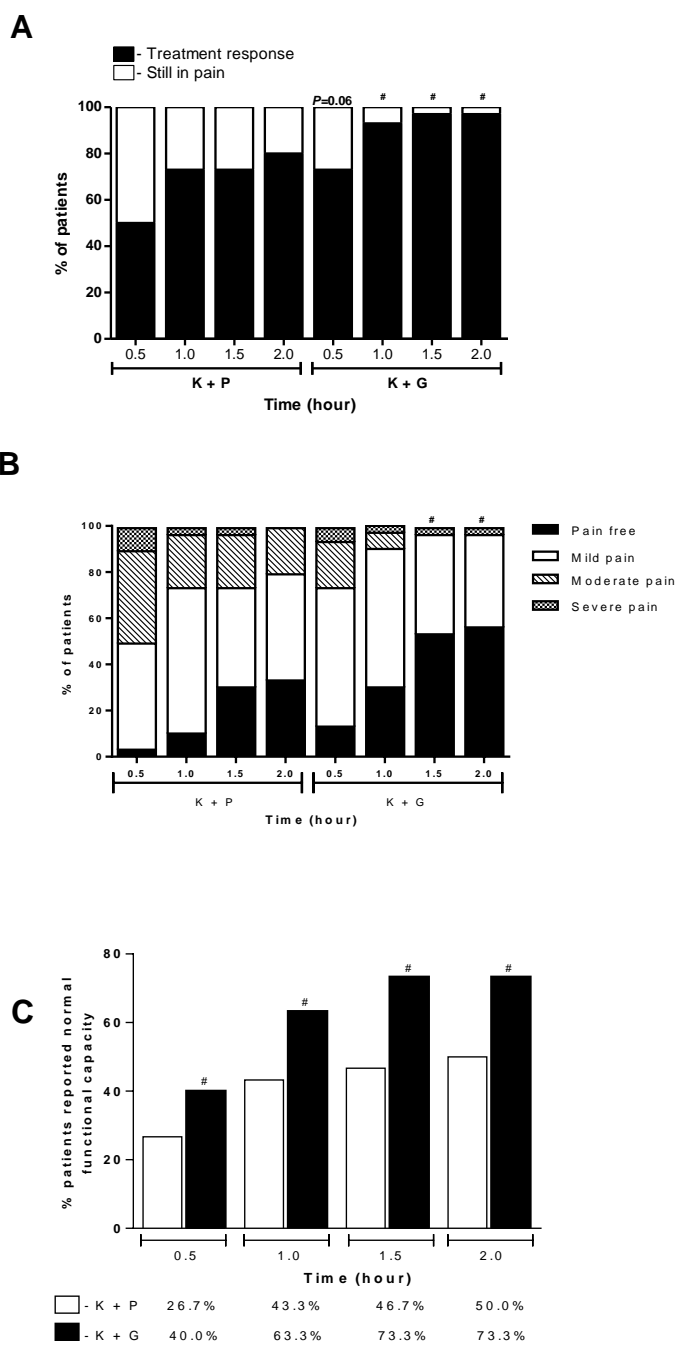 A
- Treatment response
- Still in pain
P=0.06 # # #
100
80
60
40
20
0
% of patients
0.5 1.0 1.5 2.0 0.5 1.0 1.5 2.0
K + P K + G
Time (hour)
B
# #
100
80
60
40
20
0
% of patients
Pain free
Mild pain
Moderate pain
Severe pain
0.5 1.0 1.5 2.0 0.5 1.0 1.5 2.0
K + P K + G
Time (hour)
C
80
60
40
20
0
% patients reported normal
functional capacity
# # # #
0.5 1.0 1.5 2.0
Time (hour)
- K + P 26.7% 43.3% 46.7% 50.0%
- K + G 40.0% 63.3% 73.3% 73.3%